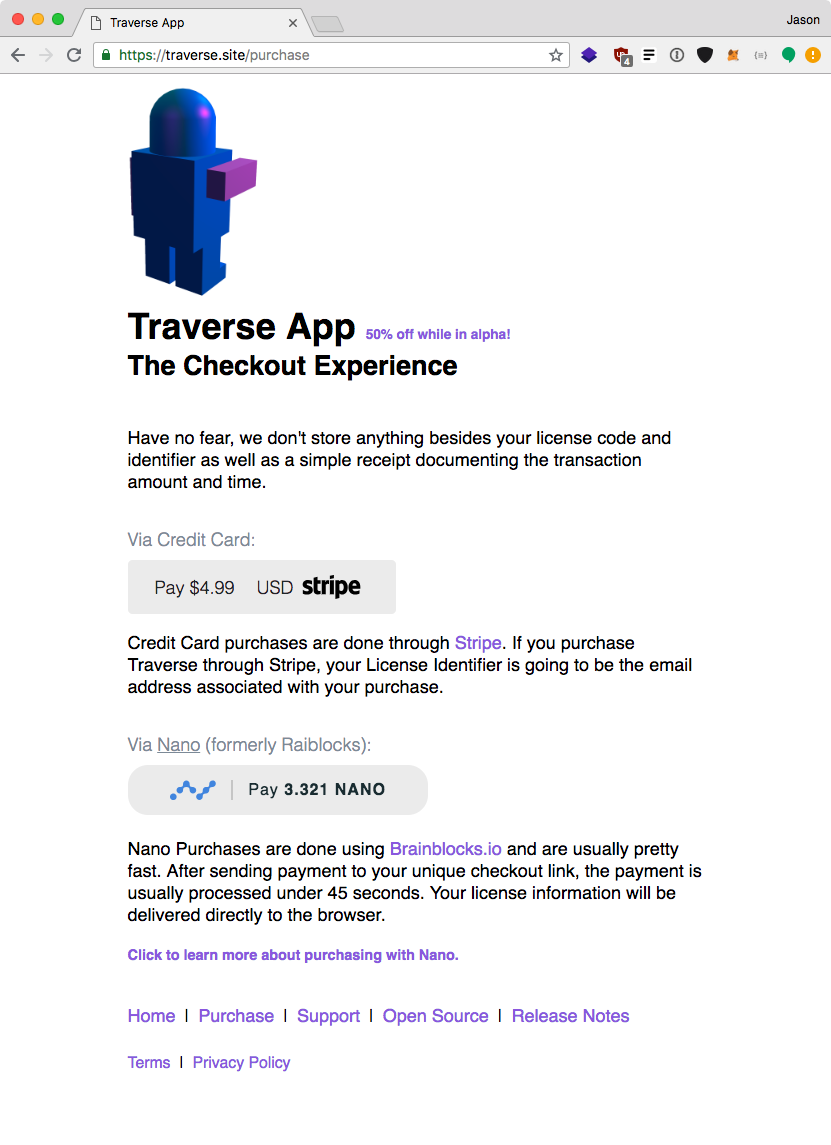 Traverse App
Jason
https://traverse.site/purchase
4
Traverse App 50% off while in alpha!
The Checkout Experience
Have no fear, we don't store anything besides your license code and
identifier as well as a simple receipt documenting the transaction
amount and time.
Via Credit Card:
Pay $4.99 USD stripe
Credit Card purchases are done through Stripe. If you purchase
Traverse through Stripe, your License Identifier is going to be the email
address associated with your purchase.
Via Nano (formerly Raiblocks):
Pay 3.321 NANO
Nano Purchases are done using Brainblocks.io and are usually pretty
fast. After sending payment to your unique checkout link, the payment is
usually processed under 45 seconds. Your license information will be
delivered directly to the browser.
Click to learn more about purchasing with Nano.
Home | Purchase | Support | Open Source | Release Notes
Terms | Privacy Policy